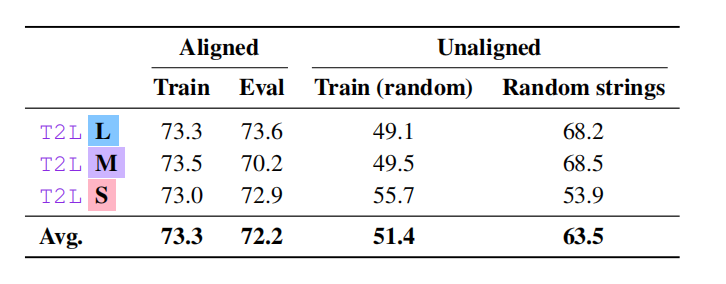 Aligned Unaligned
Train Eval Train (random) Random strings
T2L L 73.3 73.6 49.1 68.2
T2L M 73.5 70.2 49.5 68.5
T2L S 73.0 72.9 55.7 53.9
Avg. 73.3 72.2 51.4 63.5